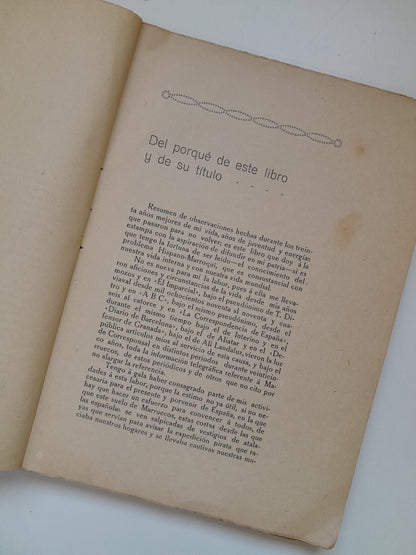 Del porqué de este libro
y de su título . . . .
Resumen de observaciones hechas durante los trein-
ta años mejores de mi vida, años de juventud y energías
que pasaron para no volver; es este libro que doy á la
estampa con la aspiración de difundir en mi patria—si es
que tengo la fortuna de ser leído—el conocimiento del
problema Hispano-Marroquí, que es consustancial con
nuestra vida interna y con nuestra vida mundial.
No es nueva para mi la labor, pues á ella me lleva-
ron aficiones y circunstancias de la vida desde mis años
mozos y en «El Imparcial», bajo el pseudónimo de T. Di-
viaval desde mil novecientos noventa al noventa y cua-
tro y en «A B C», bajo el mismo pseudónimo, desde el
seis al catorce y en «La Correspondencia de España»
durante el mismo tiempo bajo el de Interino y en el
«Diario de Barcelona», bajo el de Aliatar y en el «De-
fensor de Granada», bajo el de Alí Landaluz, vieron la luz
pública artículos mios al servicio de esta causa, y bajo el
de Corresponsal en distintos periodos, durante veintecin-
co años, toda la información telegráfica referente á Ma-
rruecos, de estos periódicos y de otros que no cito por
no alargar la referencia.
Tengo á gala haber consagrado parte de mis activi-
dades á esta labor, porque la estimo no ya útil, si no ne-
cesaria para el presente y porvenir de España, en la que
hay que hacer un esfuerzo para convencer á todos, de
que este suelo de Marruecos, estas costas desde las que
las españolas se ven salpicadas de vestigios de atala-
yas que servían para avisar la expedición pirata que ra-
ciaba nuestros hogares y se llevaba cautivas nuestras mu-